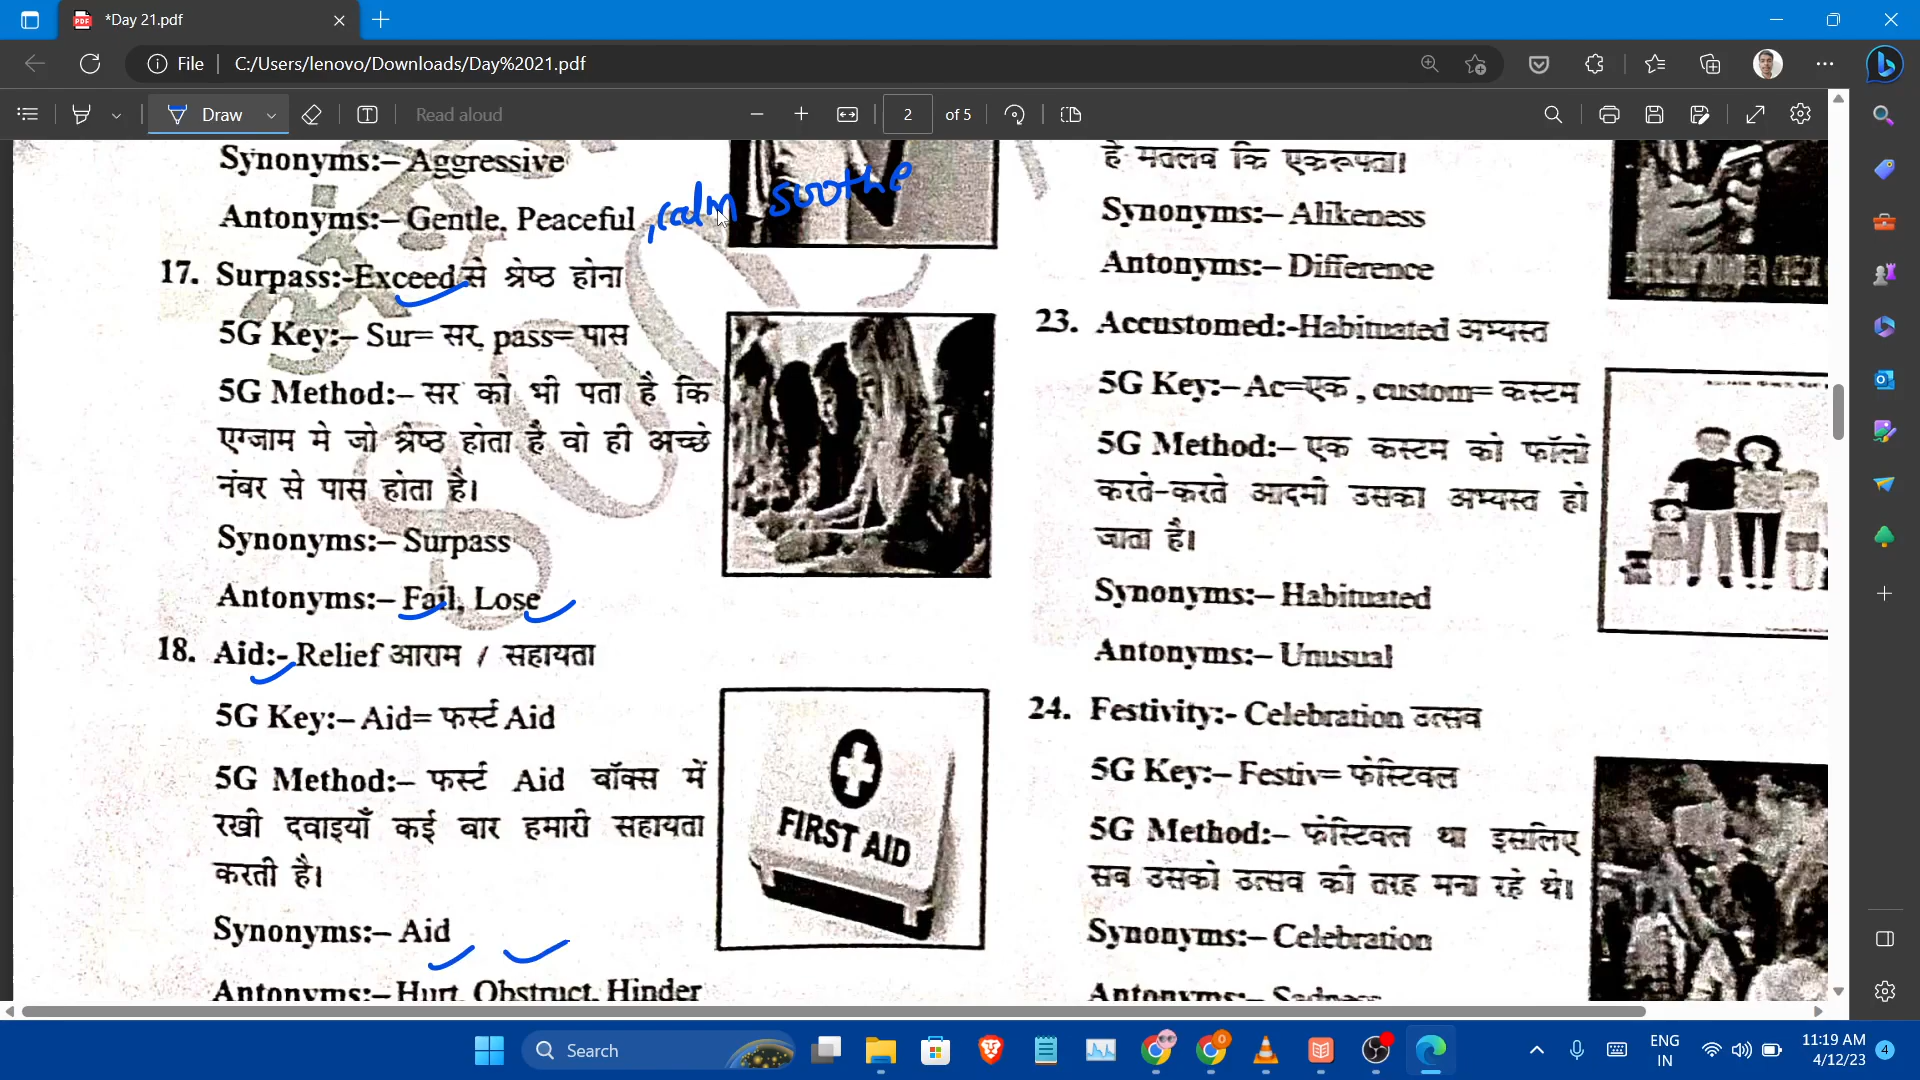 *Day 21.pdf
File
C:/Users/lenovo/Downloads/Day%2021.pdf
Draw
Read aloud
2
of 5
Synonyms:– Aggressive
Antonyms:– Gentle, Peaceful , calm soothe
17. Surpass:-Exceed से श्रेष्ठ होना
5G Key:– Sur= सर, pass= पास
5G Method:– सर को भी पता है कि
एग्जाम मे जो श्रेष्ठ होता है वो ही अच्छे
नंबर से पास होता है।
Synonyms:– Surpass
Antonyms:– Fail, Lose
18. Aid:- Relief आराम / सहायता
5G Key:– Aid= फर्स्ट Aid
5G Method:– फर्स्ट Aid बॉक्स में
रखी दवाइयाँ कई बार हमारी सहायता
करती है।
FIRST AID
Synonyms:– Aid
Antonyms:– Hurt, Obstruct, Hinder
है मतलब कि एकरूपता।
Synonyms:– Alikeness
Antonyms:– Difference
23. Accustomed:-Habituated अभ्यस्त
5G Key:– Ac=एक , custom= कस्टम
5G Method:– एक कस्टम को फॉलो
करते-करते आदमी उसका अभ्यस्त हो
जाता है।
Synonyms:– Habituated
Antonyms:– Unusual
24. Festivity:- Celebration उत्सव
5G Key:– Festiv= फेस्टिवल
5G Method:– फेस्टिवल था इसलिए
सब उसको उत्सव की तरह मना रहे थे।
Synonyms:– Celebration
Antonyms:– Sadness
Search
ENG
IN
11:19 AM
4/12/23
4